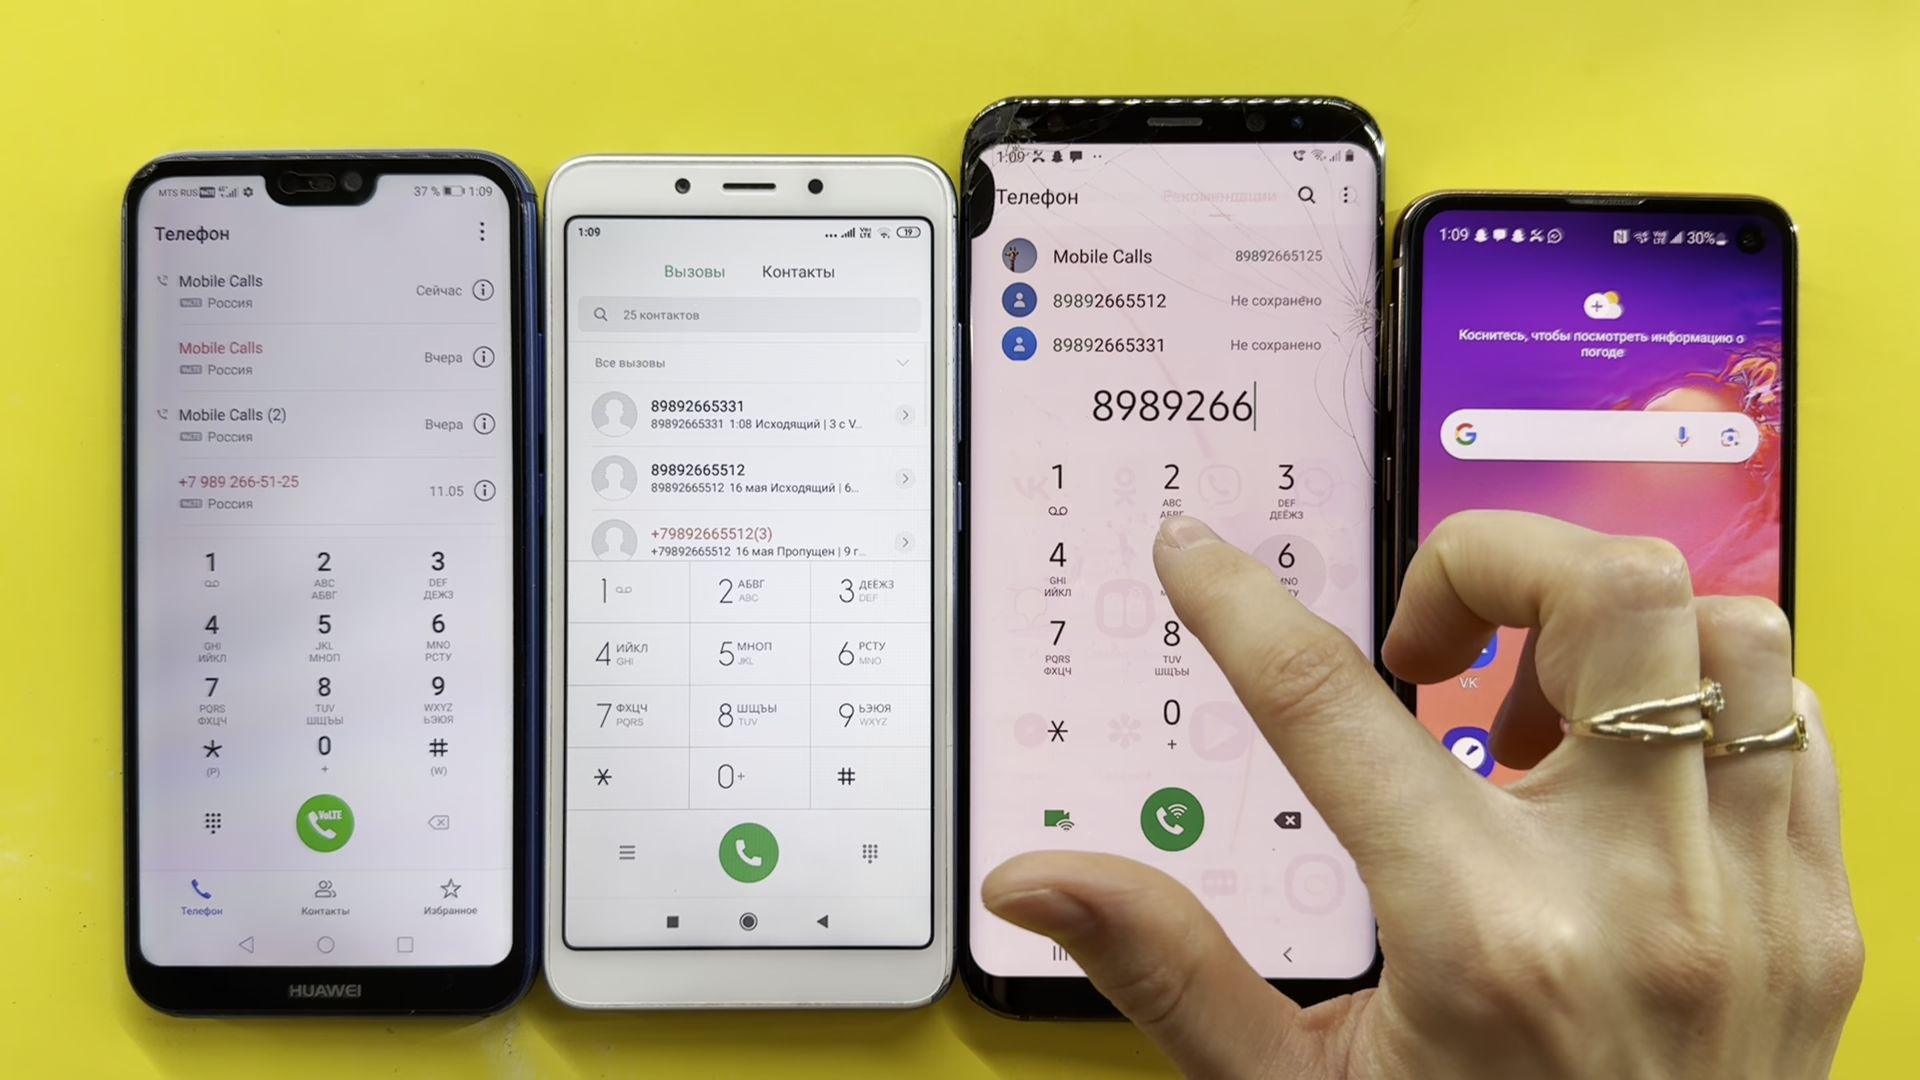 MTS RUS
37 %
1:09
Телефон
Mobile Calls
Россия
Сейчас
Mobile Calls
Россия
Вчера
Mobile Calls (2)
Россия
Вчера
+7 989 266-51-25
Россия
11.05
1 2 3
ABC DEF
АБВГ ДЕЖЗ
4 5 6
GHI JKL MNO
ИЙКЛ МНОП РСТУ
7 8 9
PQRS TUV WXYZ
ФХЦЧ ШЩЪЫ ЬЭЮЯ
* 0 #
(P) + (W)
VoLTE
Телефон Контакты Избранное
HUAWEI
1:09
... Vo LTE 19
Вызовы Контакты
25 контактов
Все вызовы
89892665331
89892665331 1:08 Исходящий | 3 с V...
89892665512
89892665512 16 мая Исходящий | 6...
+79892665512(3)
+79892665512 16 мая Пропущен | 9 г...
1 2 АБВГ 3 ДЕЁЖЗ
ABC DEF
4 ИЙКЛ 5 МНОП 6 РСТУ
GHI JKL MNO
7 ФХЦЧ 8 ШЩЪЫ 9 ЬЭЮЯ
PQRS TUV WXYZ
* 0+ #
1:09
Телефон
Рекомендации
Mobile Calls 89892665125
89892665512 Не сохранено
89892665331 Не сохранено
8989266
1 2 3
ABC DEF
АБВГ ДЕЁЖЗ
4 6
GHI MNO
ИЙКЛ
7 8
PQRS TUV
ФХЦЧ ШЩЪЫ
* 0
+
1:09
30%
Коснитесь, чтобы посмотреть информацию о
погоде
G
VK